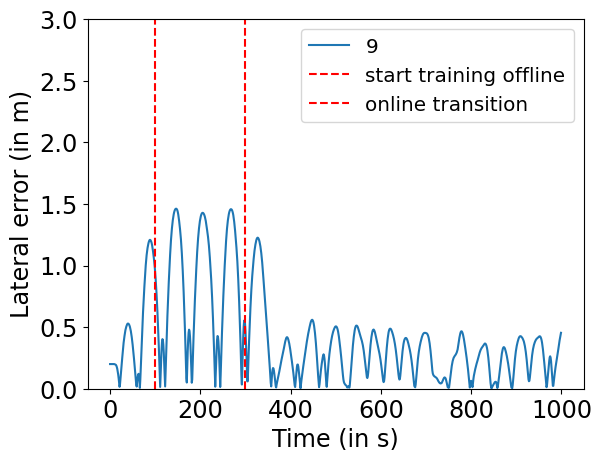 3.0
2.5
2.0
1.5
1.0
0.5
0.0
Lateral error (in m)
9
start training offline
online transition
0 200 400 600 800 1000
Time (in s)